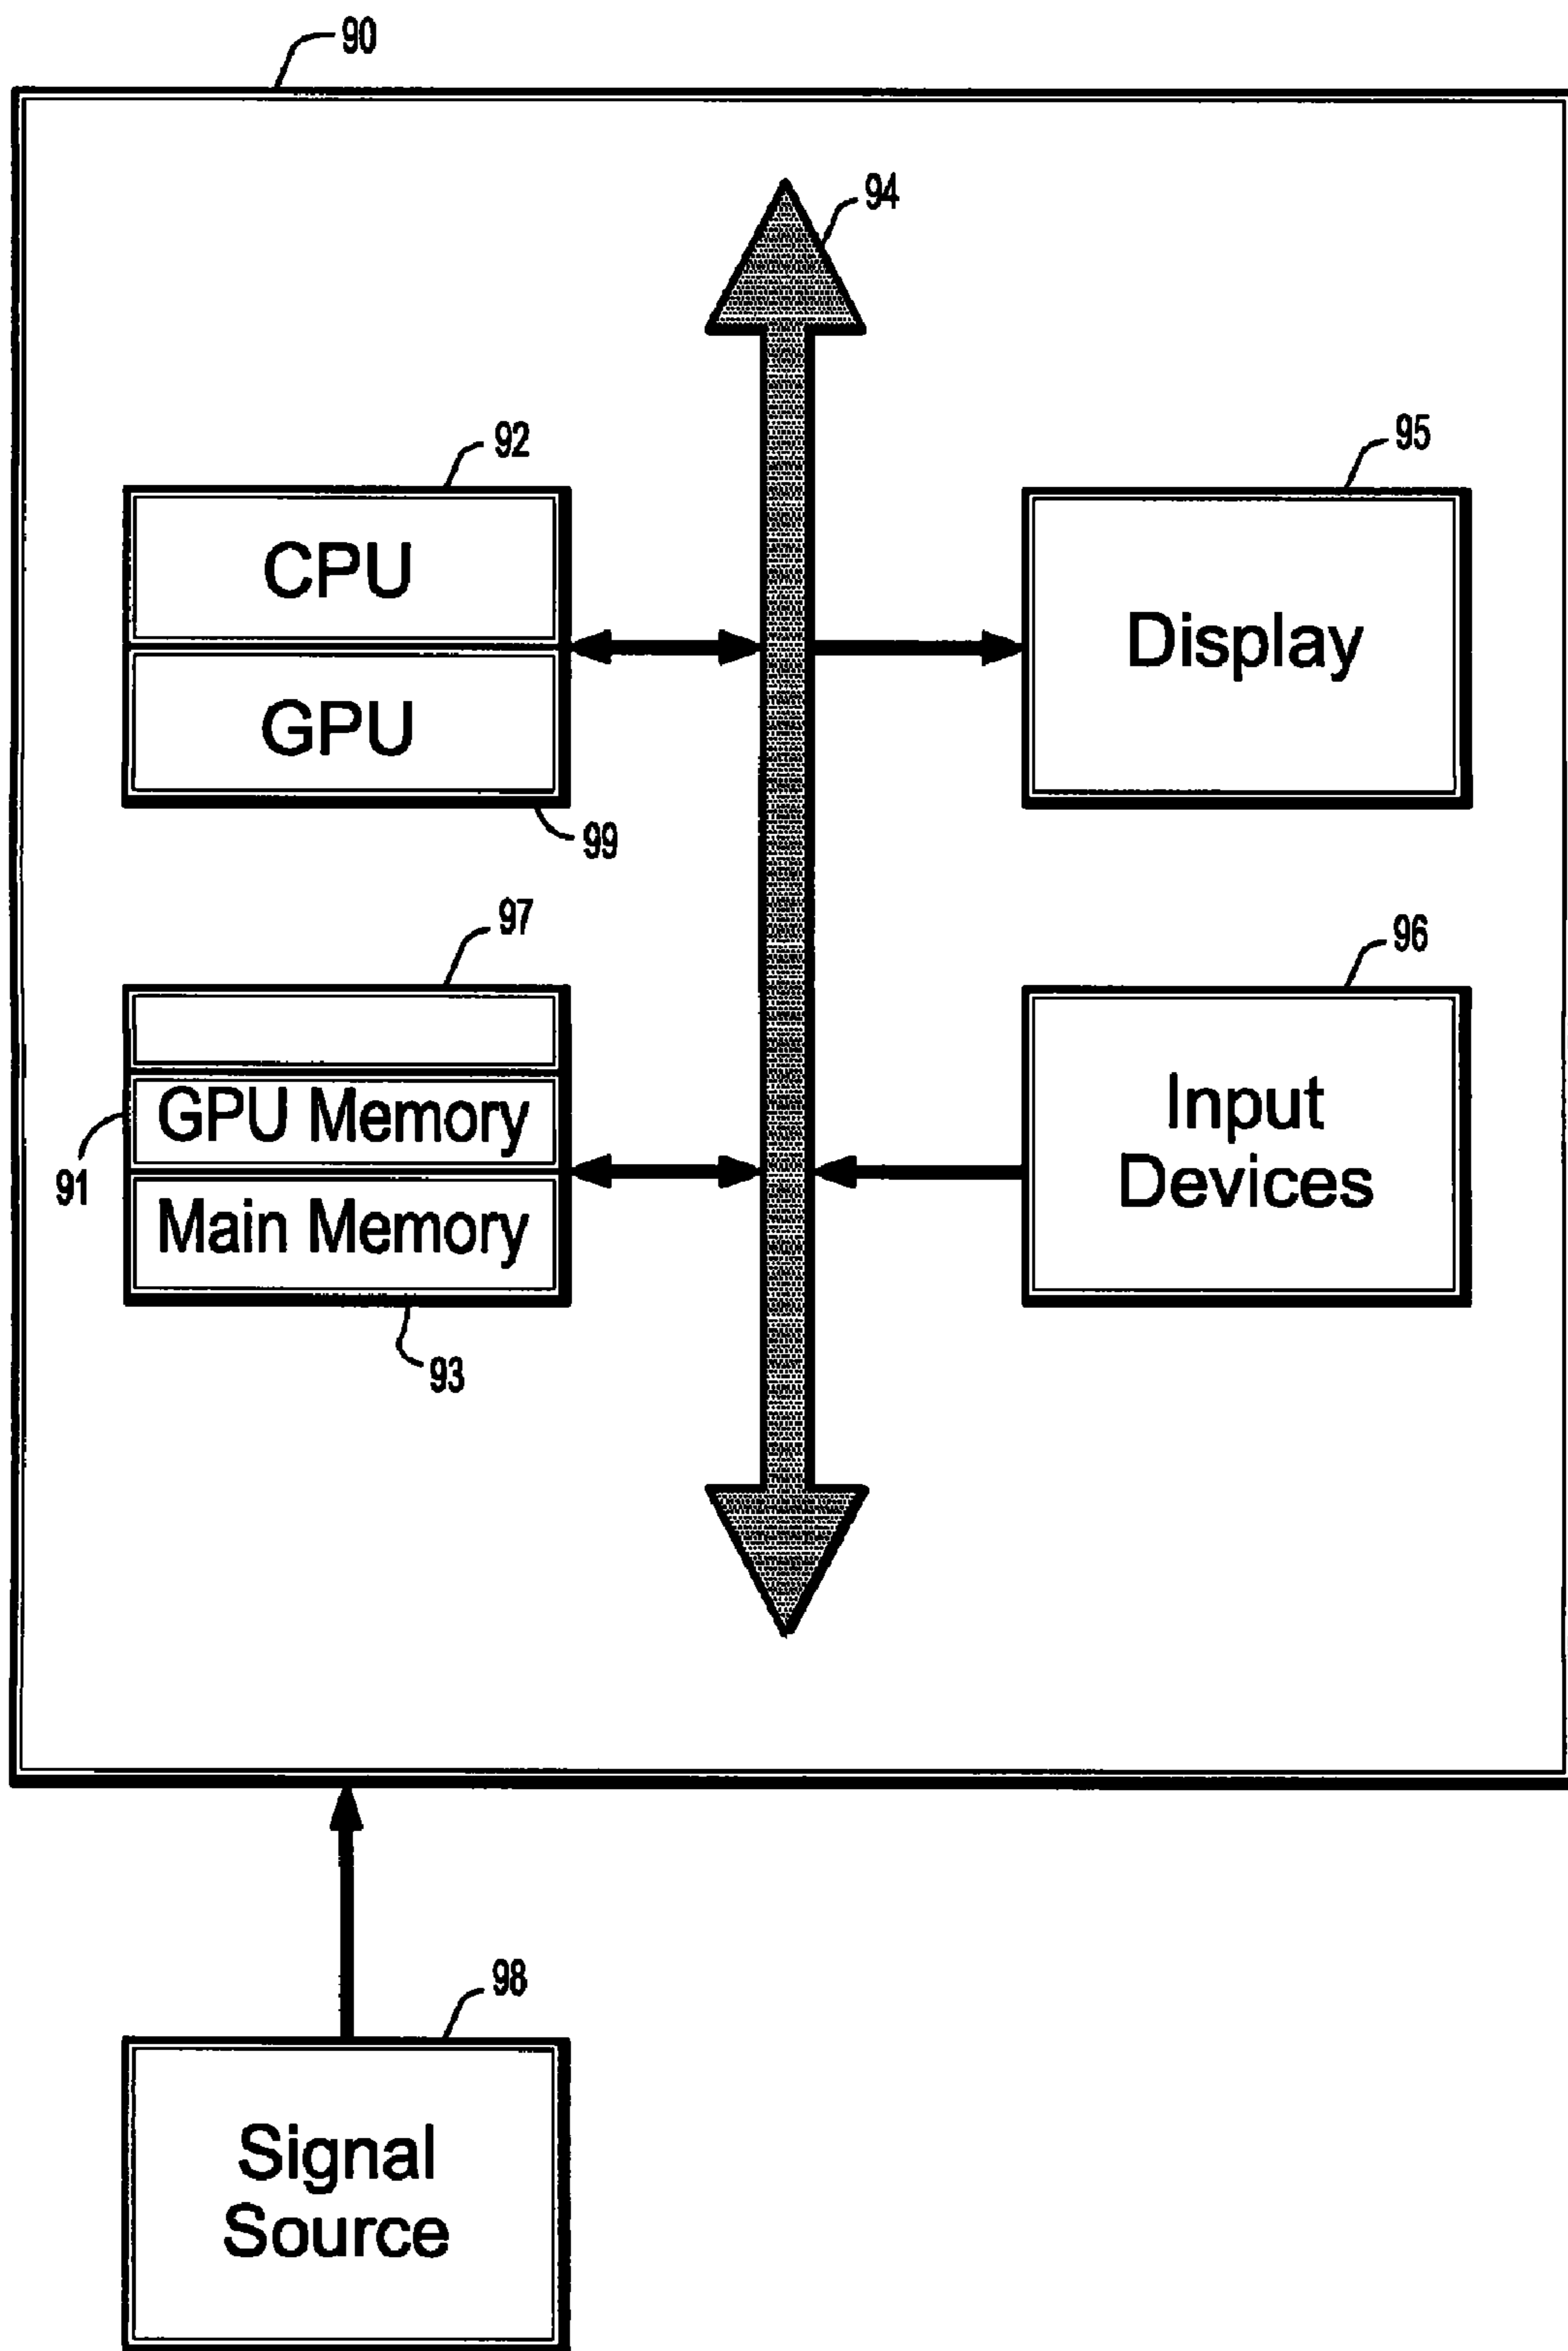 90
94
92
95
CPU
Display
GPU
99
97
96
GPU Memory
Input
Devices
91
Main Memory
93
98
Signal
Source